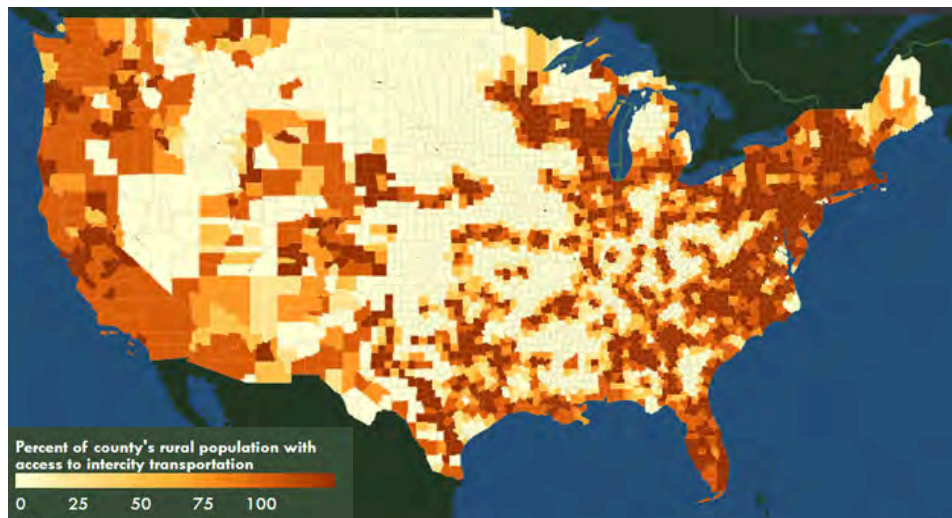 Percent of county's rural population with
access to intercity transportation
0 25 50 75 100